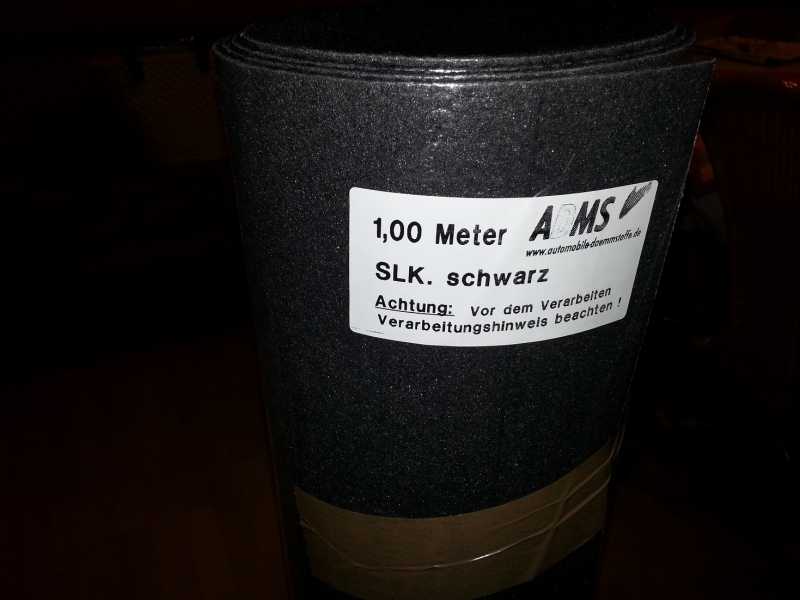 1,00 Meter ADMS
www.automobile-daemmstoffe.de
SLK. schwarz
Achtung: Vor dem Verarbeiten
Verarbeitungshinweis beachten !